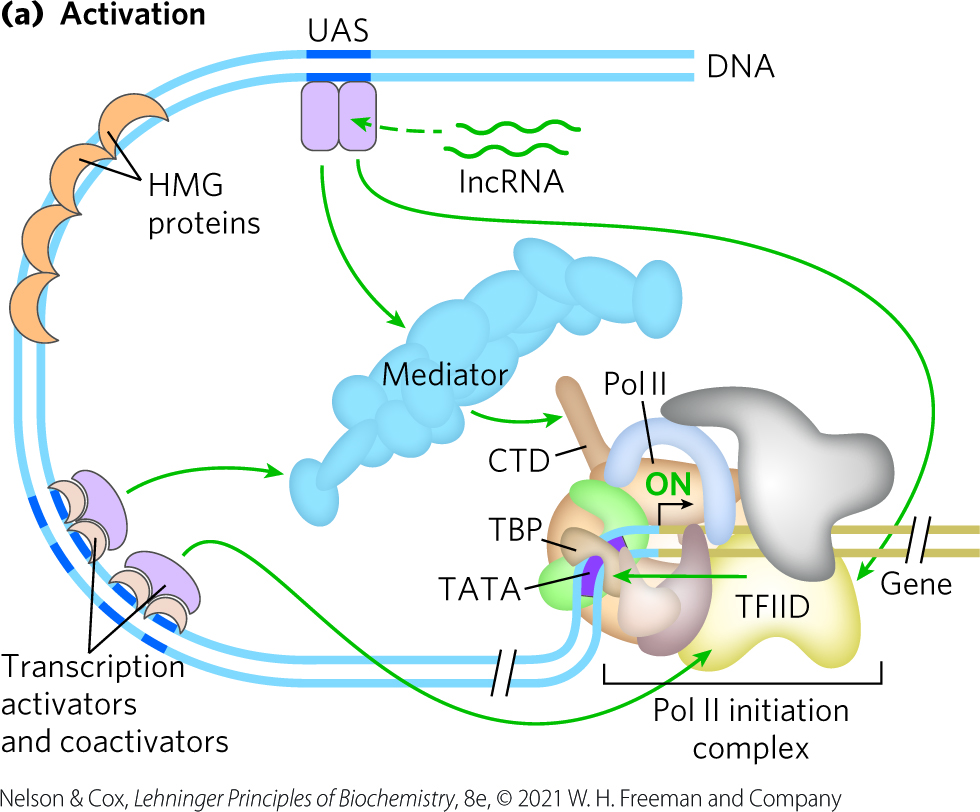 (a) Activation
UAS
DNA
lncRNA
HMG
proteins
Mediator
Pol II
CTD
ON
TBP
TATA
TFIID
Gene
Transcription
activators
and coactivators
Pol II initiation
complex
Nelson & Cox, Lehninger Principles of Biochemistry, 8e, © 2021 W. H. Freeman and Company